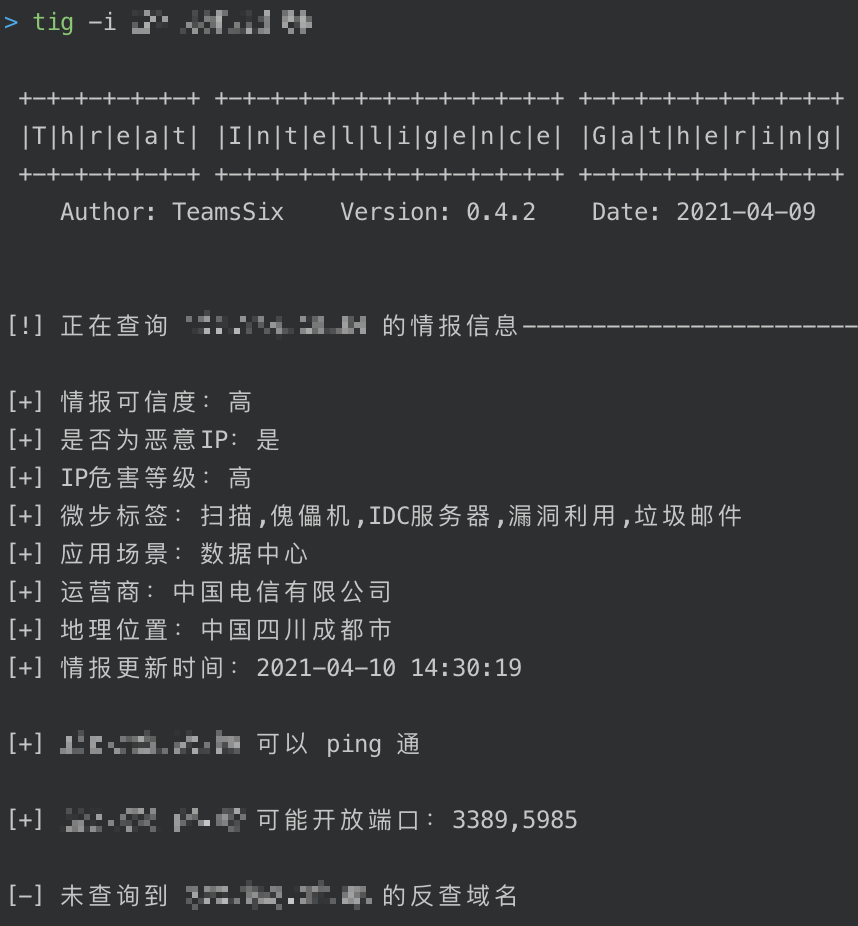 > tig -i
+-+-+-+-+-+-+ +-+-+-+-+-+-+-+-+-+-+-+-+ +-+-+-+-+-+-+-+-+-+
|T|h|r|e|a|t| |I|n|t|e|l|l|i|g|e|n|c|e| |G|a|t|h|e|r|i|n|g|
+-+-+-+-+-+-+ +-+-+-+-+-+-+-+-+-+-+-+-+ +-+-+-+-+-+-+-+-+-+
Author: TeamsSix Version: 0.4.2 Date: 2021-04-09
[!] 正在查询 的情报信息------------------------
[+] 情报可信度：高
[+] 是否为恶意IP：是
[+] IP危害等级：高
[+] 微步标签：扫描,傀儡机,IDC服务器,漏洞利用,垃圾邮件
[+] 应用场景：数据中心
[+] 运营商：中国电信有限公司
[+] 地理位置：中国四川成都市
[+] 情报更新时间：2021-04-10 14:30:19
[+] 可以 ping 通
[+] 可能开放端口：3389,5985
[-] 未查询到 的反查域名